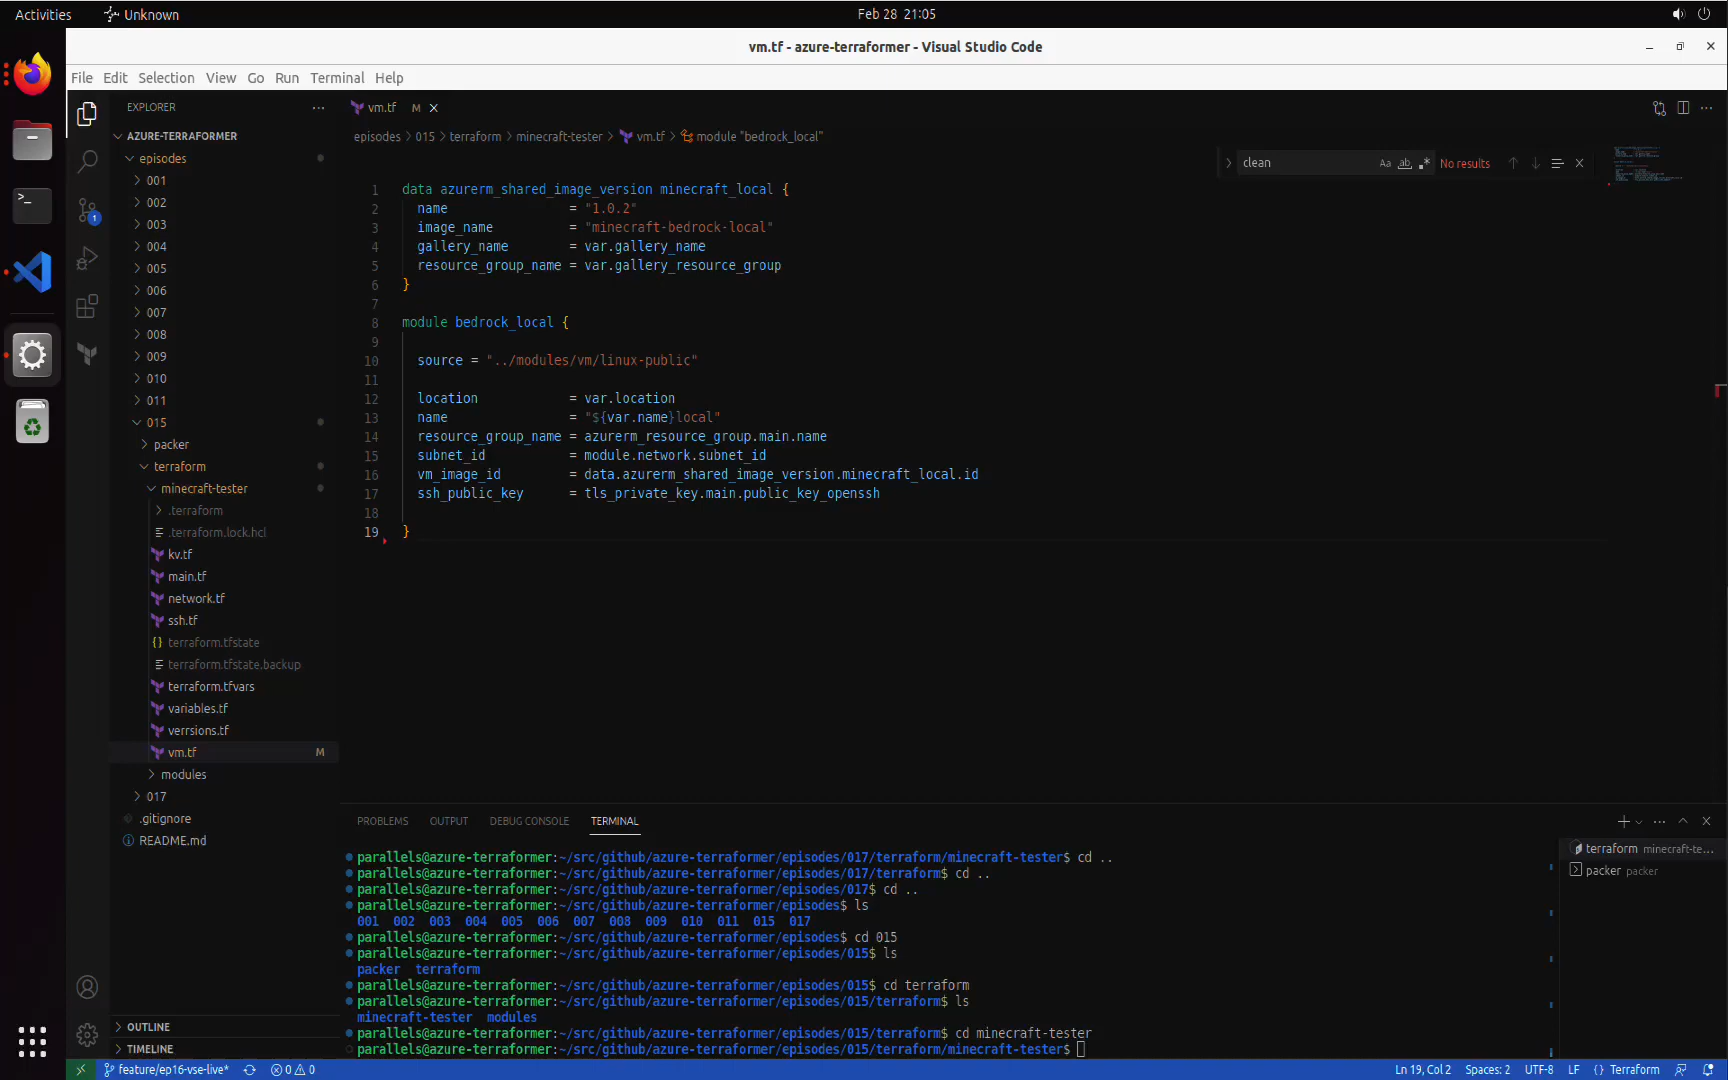 Activities
Unknown
Feb 28 21:05
vm.tf - azure-terraformer - Visual Studio Code
File Edit Selection View Go Run Terminal Help
EXPLORER
AZURE-TERRAFORMER
episodes
001
002
003
004
005
006
007
008
009
010
011
015
packer
terraform
minecraft-tester
.terraform
.terraform.lock.hcl
kv.tf
main.tf
network.tf
ssh.tf
terraform.tfstate
terraform.tfstate.backup
terraform.tfvars
variables.tf
verrsions.tf
vm.tf M
modules
017
.gitignore
README.md
OUTLINE
TIMELINE
vm.tf M
episodes > 015 > terraform > minecraft-tester > vm.tf > module "bedrock_local"
clean Aa ab .* No results
1 data azurerm_shared_image_version minecraft_local {
2 name = "1.0.2"
3 image_name = "minecraft-bedrock-local"
4 gallery_name = var.gallery_name
5 resource_group_name = var.gallery_resource_group
6 }
7
8 module bedrock_local {
9
10 source = "../modules/vm/linux-public"
11
12 location = var.location
13 name = "${var.name}local"
14 resource_group_name = azurerm_resource_group.main.name
15 subnet_id = module.network.subnet_id
16 vm_image_id = data.azurerm_shared_image_version.minecraft_local.id
17 ssh_public_key = tls_private_key.main.public_key_openssh
18
19 }
PROBLEMS OUTPUT DEBUG CONSOLE TERMINAL
parallels@azure-terraformer:~/src/github/azure-terraformer/episodes/017/terraform/minecraft-tester$ cd ..
parallels@azure-terraformer:~/src/github/azure-terraformer/episodes/017/terraform$ cd ..
parallels@azure-terraformer:~/src/github/azure-terraformer/episodes/017$ cd ..
parallels@azure-terraformer:~/src/github/azure-terraformer/episodes$ ls
001 002 003 004 005 006 007 008 009 010 011 015 017
parallels@azure-terraformer:~/src/github/azure-terraformer/episodes$ cd 015
parallels@azure-terraformer:~/src/github/azure-terraformer/episodes/015$ ls
packer terraform
parallels@azure-terraformer:~/src/github/azure-terraformer/episodes/015$ cd terraform
parallels@azure-terraformer:~/src/github/azure-terraformer/episodes/015/terraform$ ls
minecraft-tester modules
parallels@azure-terraformer:~/src/github/azure-terraformer/episodes/015/terraform$ cd minecraft-tester
parallels@azure-terraformer:~/src/github/azure-terraformer/episodes/015/terraform/minecraft-tester$
terraform minecraft-te...
packer packer
1
feature/ep16-vse-live* 0 0
Ln 19, Col 2 Spaces: 2 UTF-8 LF {} Terraform